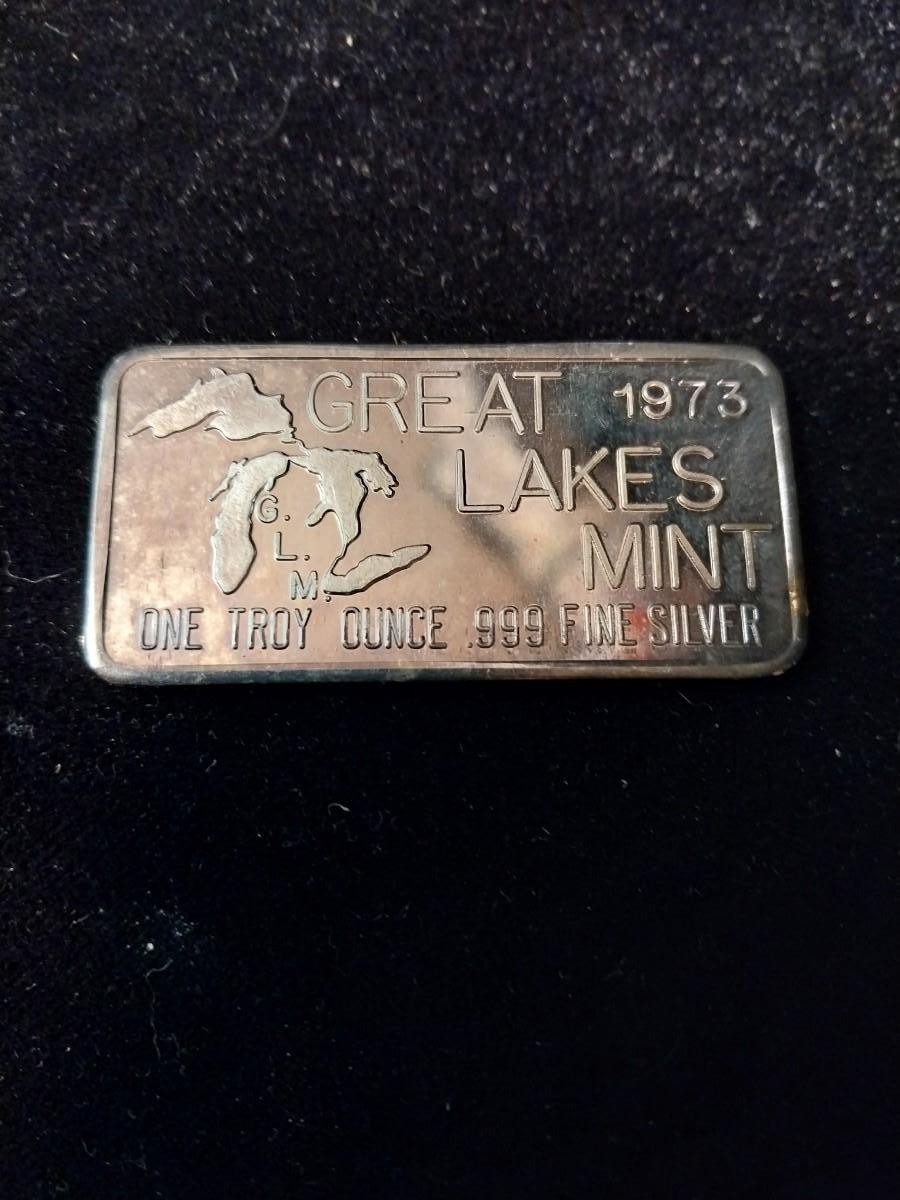 GREAT 1973
LAKES
MINT
G.
L.
M.
ONE TROY OUNCE .999 FINE SILVER